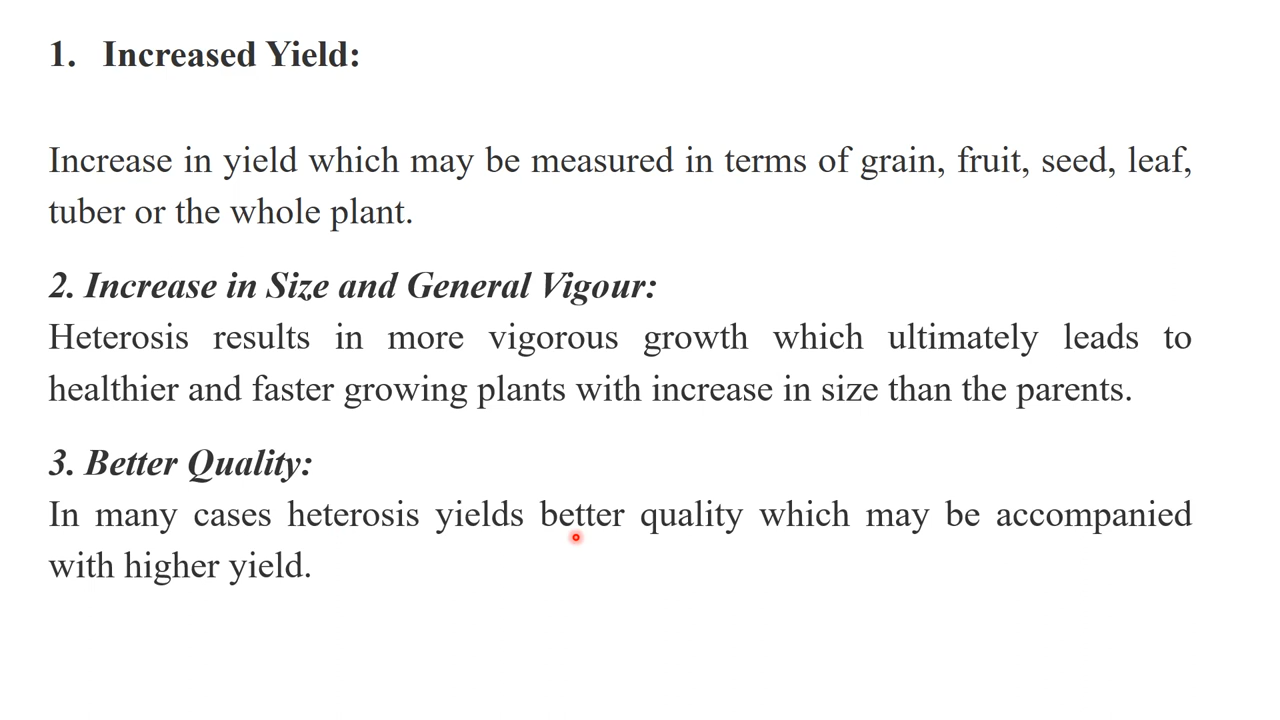 1. Increased Yield:
Increase in yield which may be measured in terms of grain, fruit, seed, leaf,
tuber or the whole plant.
2. Increase in Size and General Vigour:
Heterosis results in more vigorous growth which ultimately leads to
healthier and faster growing plants with increase in size than the parents.
3. Better Quality:
In many cases heterosis yields better quality which may be accompanied
with higher yield.